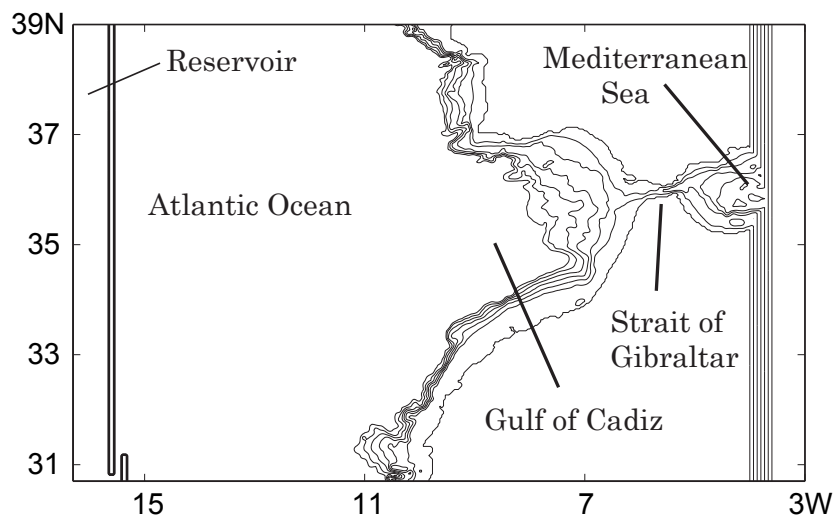 39N
Reservoir
Mediterranean
Sea
37
Atlantic Ocean
35
Strait of
Gibraltar
33
Gulf of Cadiz
31
15
11
7
3W